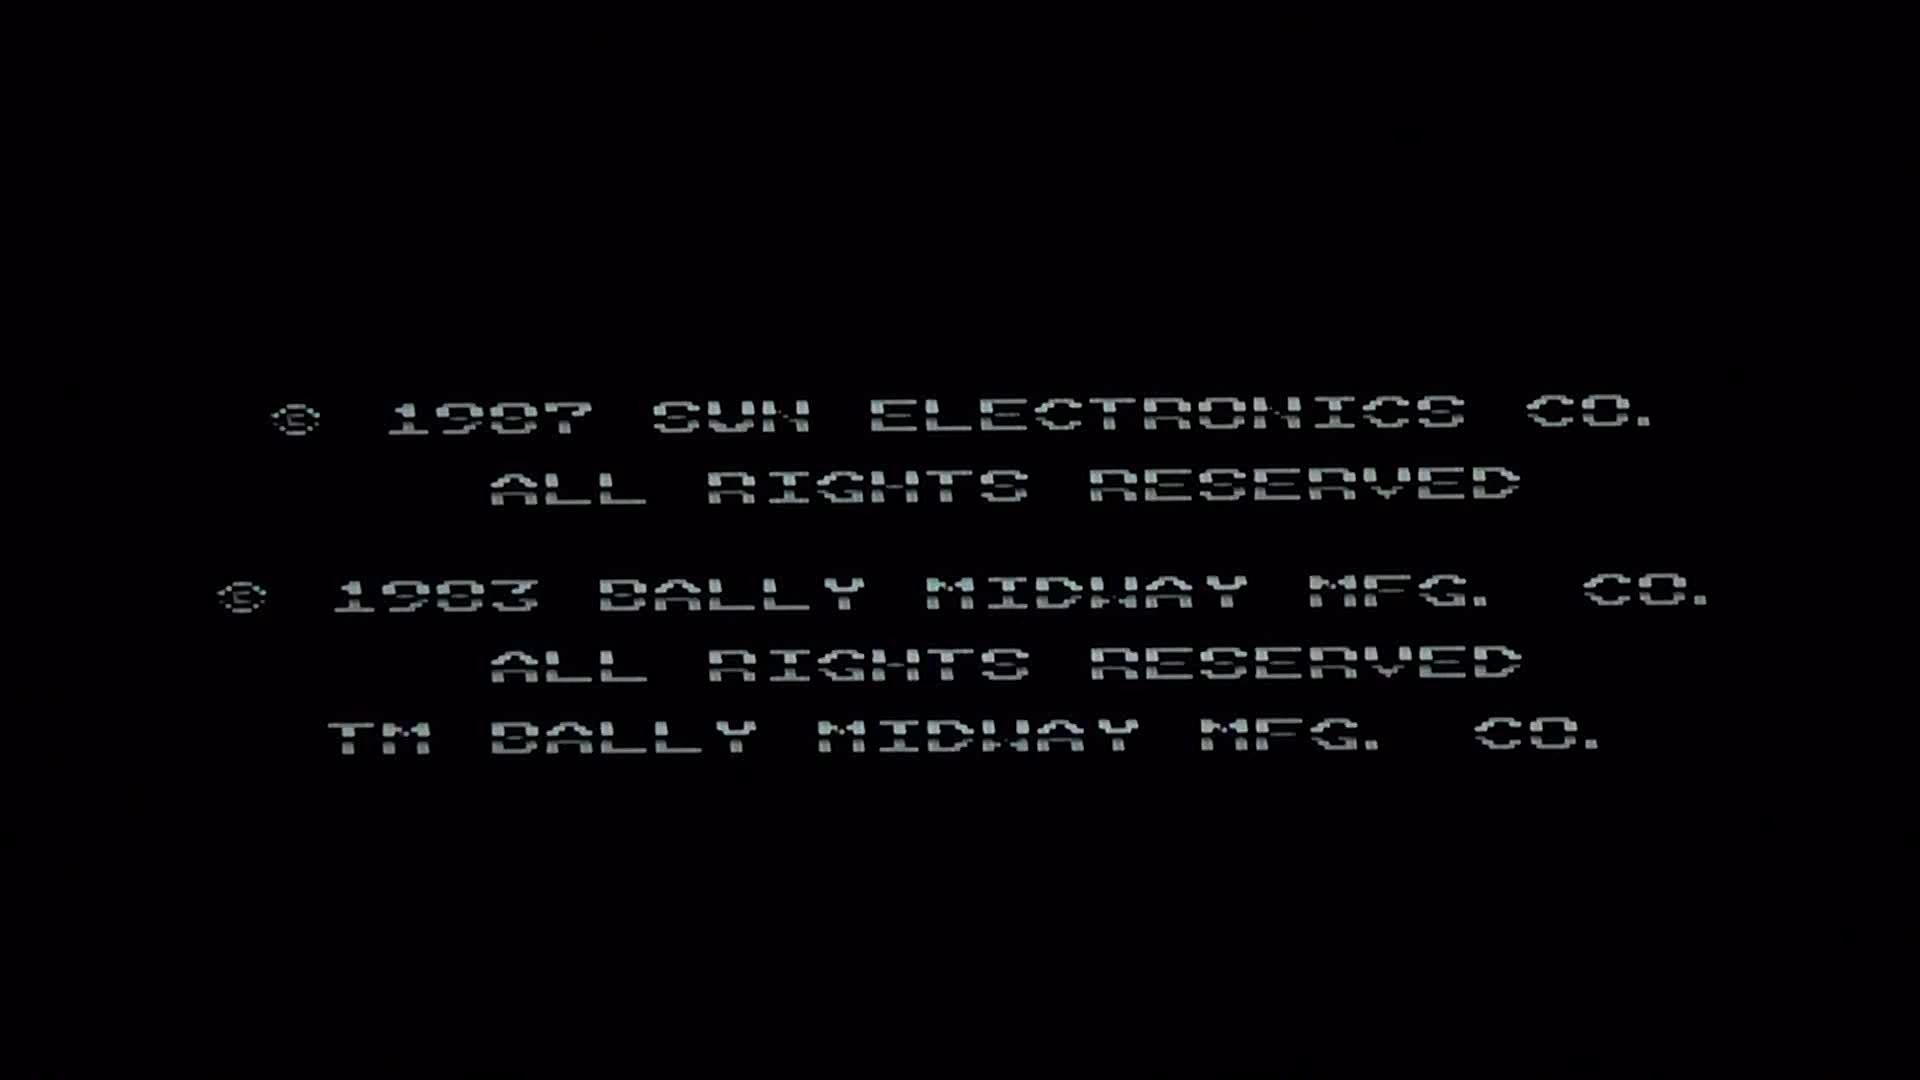 © 1987 SUN ELECTRONICS CO.
ALL RIGHTS RESERVED
© 1983 BALLY MIDWAY MFG. CO.
ALL RIGHTS RESERVED
TM BALLY MIDWAY MFG. CO.